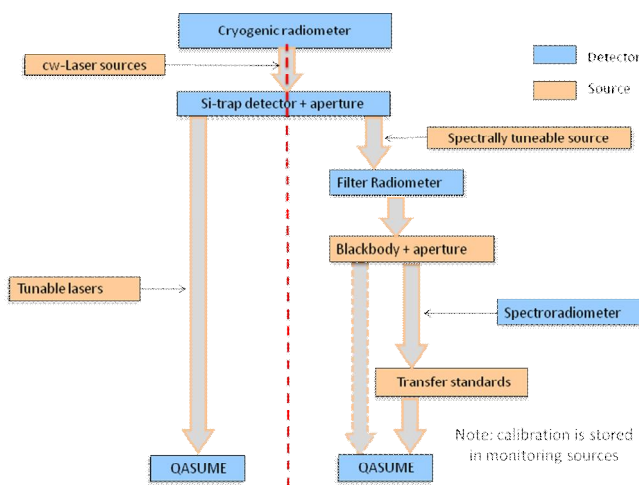 Cryogenic radiometer
Detector
cw-Laser sources
Source
Si-trap detector + aperture
Spectrally tuneable source
Filter Radiometer
Blackbody + aperture
Tunable lasers
Spectroradiometer
Transfer standards
Note: calibration is stored
in monitoring sources
QASUME
QASUME